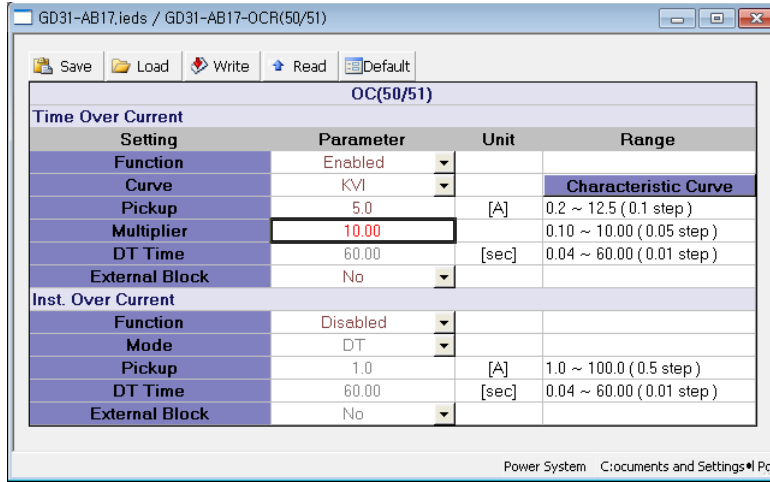 GD31-AB17.ieds / GD31-AB17-OCR(50/51)
Save Load Write Read Default
OC(50/51)
Time Over Current
Setting Parameter Unit Range
Function Enabled
Curve KVI Characteristic Curve
Pickup 5.0 [A] 0.2 ~ 12.5 ( 0.1 step )
Multiplier 10.00 0.10 ~ 10.00 ( 0.05 step )
DT Time 60.00 [sec] 0.04 ~ 60.00 ( 0.01 step )
External Block No
Inst. Over Current
Function Disabled
Mode DT
Pickup 1.0 [A] 1.0 ~ 100.0 ( 0.5 step )
DT Time 60.00 [sec] 0.04 ~ 60.00 ( 0.01 step )
External Block No
Power System C:ocuments and Settings